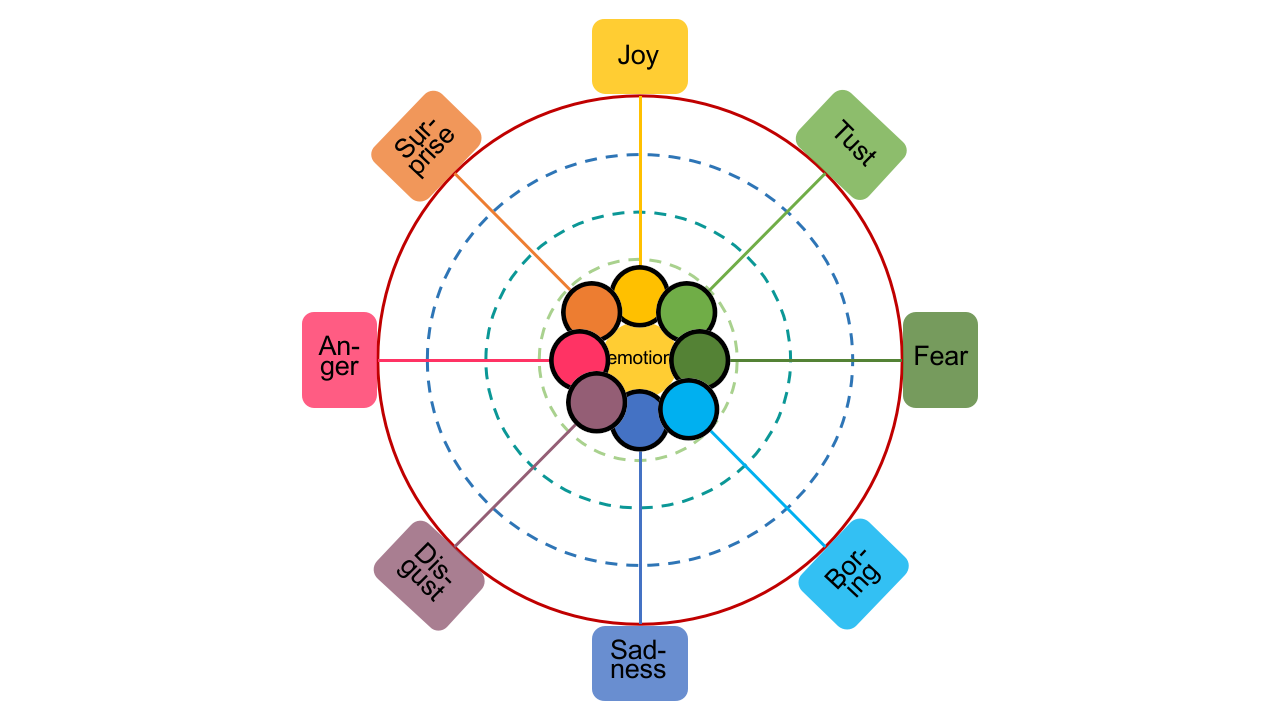 Joy
Sur-
prise
Tust
An-
ger
emotion
Fear
Dis-
gust
Bor-
ing
Sad-
ness